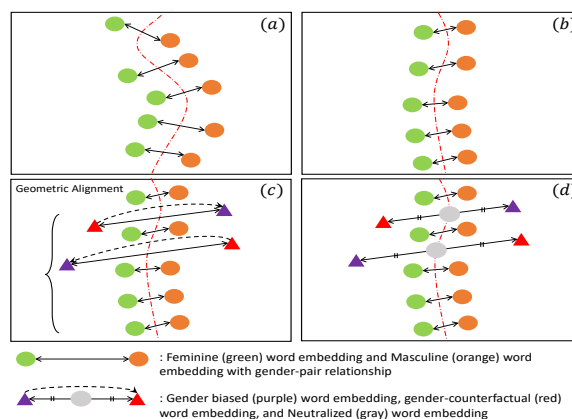 (a)
(b)
Geometric Alignment
(c)
(d)
: Feminine (green) word embedding and Masculine (orange) word
embedding with gender-pair relationship
: Gender biased (purple) word embedding, gender-counterfactual (red)
word embedding, and Neutralized (gray) word embedding